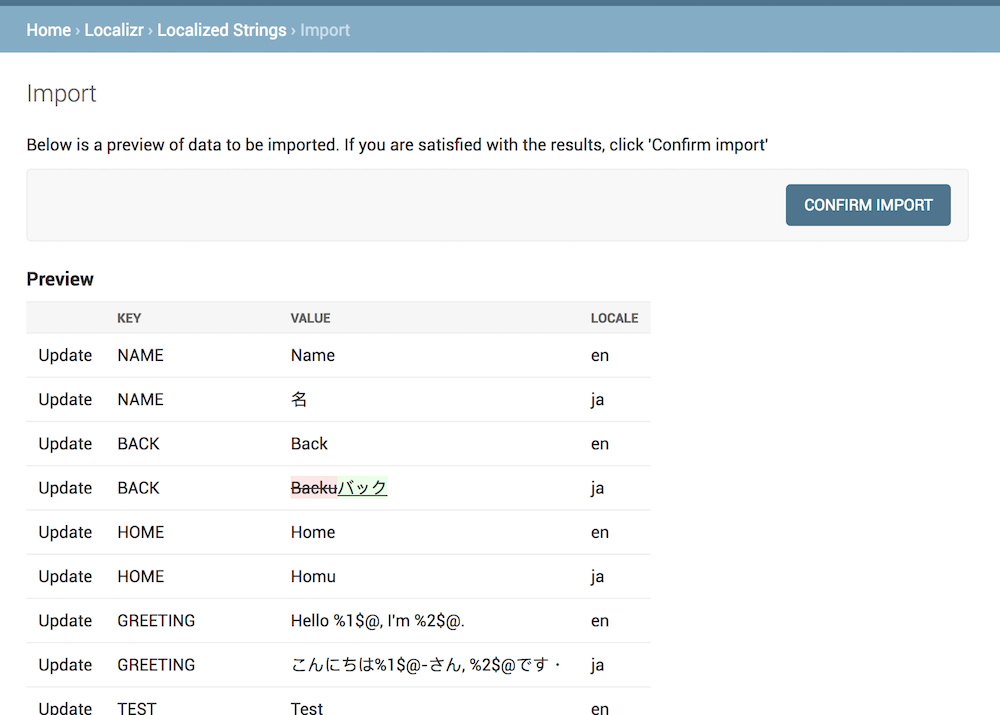 Home › Localizr › Localized Strings › Import
Import
Below is a preview of data to be imported. If you are satisfied with the results, click 'Confirm import'
CONFIRM IMPORT
Preview
KEY VALUE LOCALE
Update NAME Name en
Update NAME 名 ja
Update BACK Back en
Update BACK Backuバック ja
Update HOME Home en
Update HOME Homu ja
Update GREETING Hello %1$@, I'm %2$@. en
Update GREETING こんにちは%1$@-さん, %2$@です・ ja
Update TEST Test en